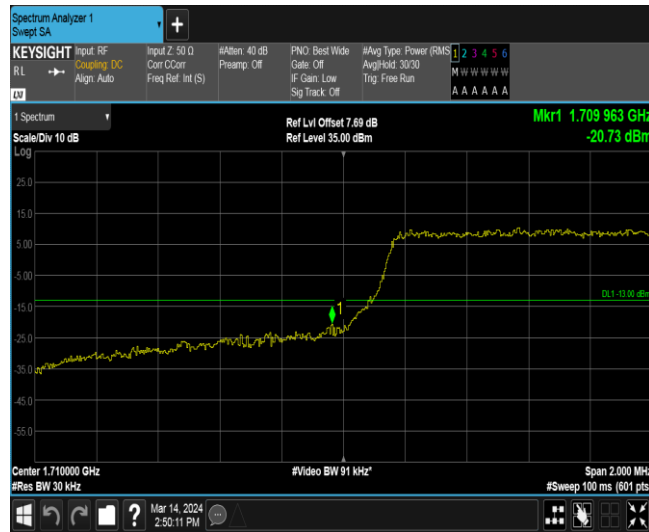 Spectrum Analyzer 1
Swept SA
+
KEYSIGHT
RL
LXI
Input: RF
Coupling: DC
Align: Auto
Input Z: 50 Ω
Corr CCorr
Freq Ref: Int (S)
#Atten: 40 dB
Preamp: Off
PNO: Best Wide
Gate: Off
IF Gain: Low
Sig Track: Off
#Avg Type: Power (RMS
Avg|Hold: 30/30
Trig: Free Run
1 2 3 4 5 6
M W W W W W
A A A A A A
1 Spectrum
Scale/Div 10 dB
Log
Ref Lvl Offset 7.69 dB
Ref Level 35.00 dBm
Mkr1 1.709 963 GHz
-20.73 dBm
25.0
15.0
5.00
-5.00
DL1 -13.00 dBm
1
-15.0
-25.0
-35.0
-45.0
-55.0
Center 1.710000 GHz
#Video BW 91 kHz*
Span 2.000 MHz
#Res BW 30 kHz
#Sweep 100 ms (601 pts
?
Mar 14, 2024
2:50:11 PM